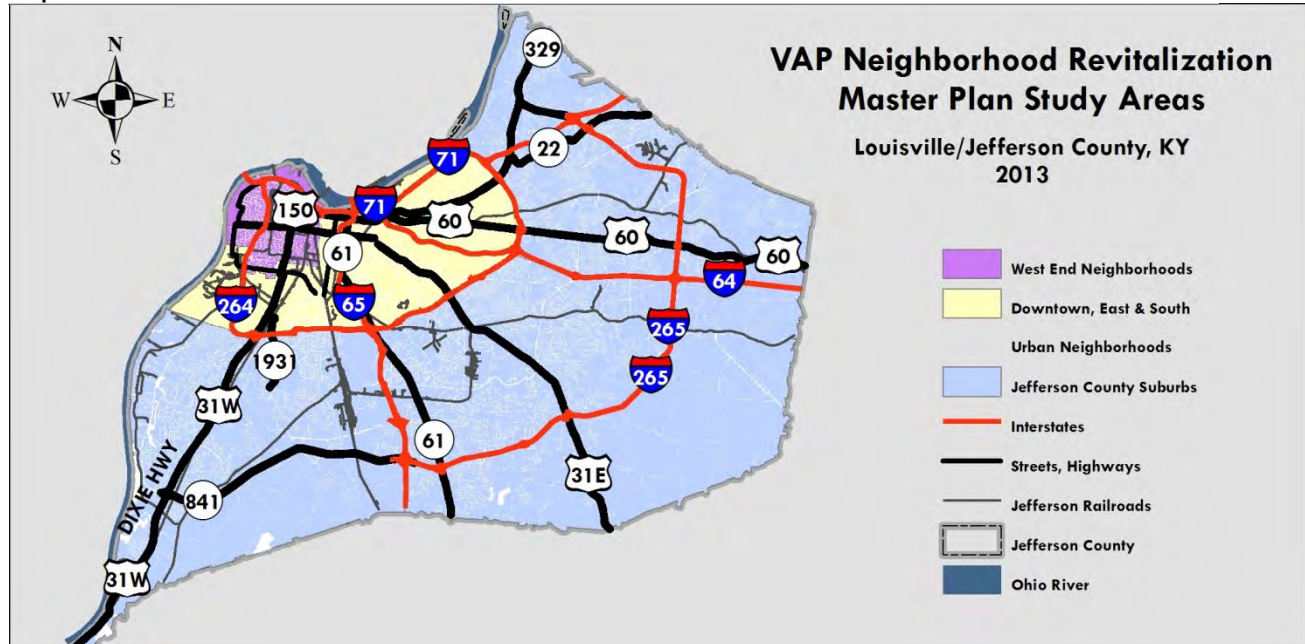 VAP Neighborhood Revitalization
Master Plan Study Areas
Louisville/Jefferson County, KY
2013
N
W E
S
329
22
71
71
150
60
60
60
61
64
264
65
265
265
1931
31W
61
31E
841
DIXIE HWY
31W
West End Neighborhoods
Downtown, East & South
Urban Neighborhoods
Jefferson County Suburbs
Interstates
Streets, Highways
Jefferson Railroads
Jefferson County
Ohio River